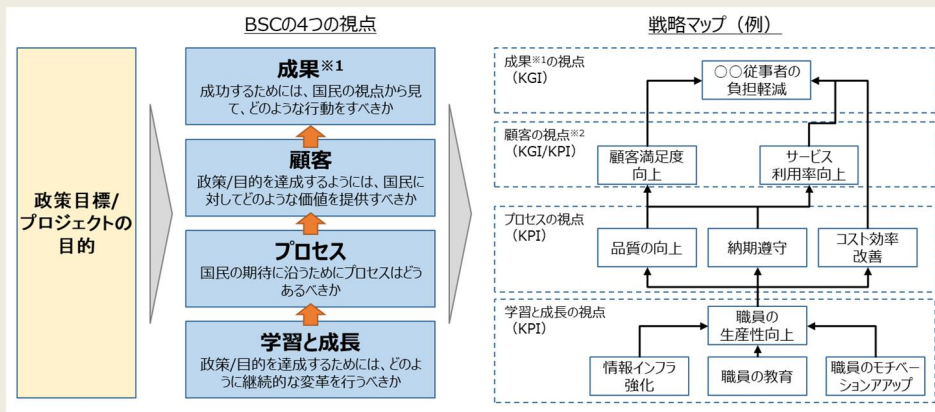 BSCの4つの視点
戦略マップ（例）
政策目標/
プロジェクトの
目的
成果※1
成功するためには、国民の視点から見
て、どのような行動をすべきか
顧客
政策/目的を達成するようには、国民に
対してどのような価値を提供すべきか
プロセス
国民の期待に沿うためにプロセスはどう
あるべきか
学習と成長
政策/目的を達成するためには、どの
ように継続的な変革を行うべきか
成果※1の視点
（KGI）
〇〇従事者の
負担軽減
顧客の視点※2
（KGI/KPI）
顧客満足度
向上
サービス
利用率向上
プロセスの視点
（KPI）
品質の向上
納期遵守
コスト効率
改善
学習と成長の視点
（KPI）
職員の
生産性向上
情報インフラ
強化
職員の教育
職員のモチベー
ションアアップ